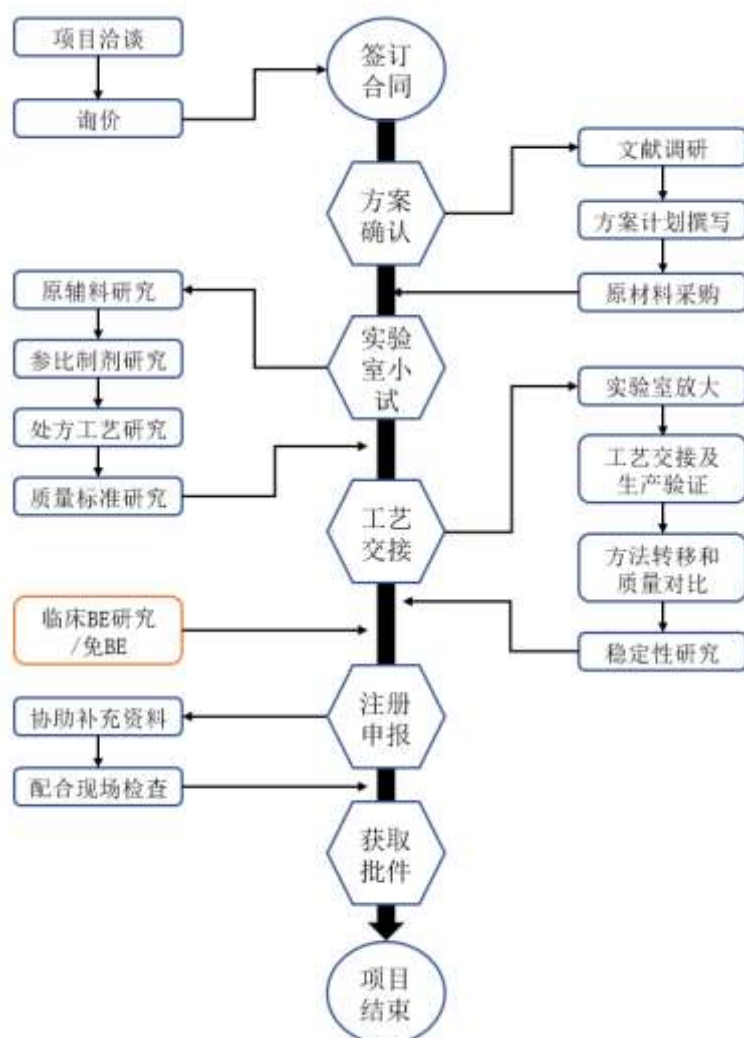 项目洽谈
询价
签订
合同
方案
确认
文献调研
方案计划撰写
原材料采购
实验
室小
试
原辅料研究
参比制剂研究
处方工艺研究
质量标准研究
工艺
交接
实验室放大
工艺交接及
生产验证
方法转移和
质量对比
稳定性研究
临床BE研究
/免BE
注册
申报
协助补充资料
配合现场检查
获取
批件
项目
结束